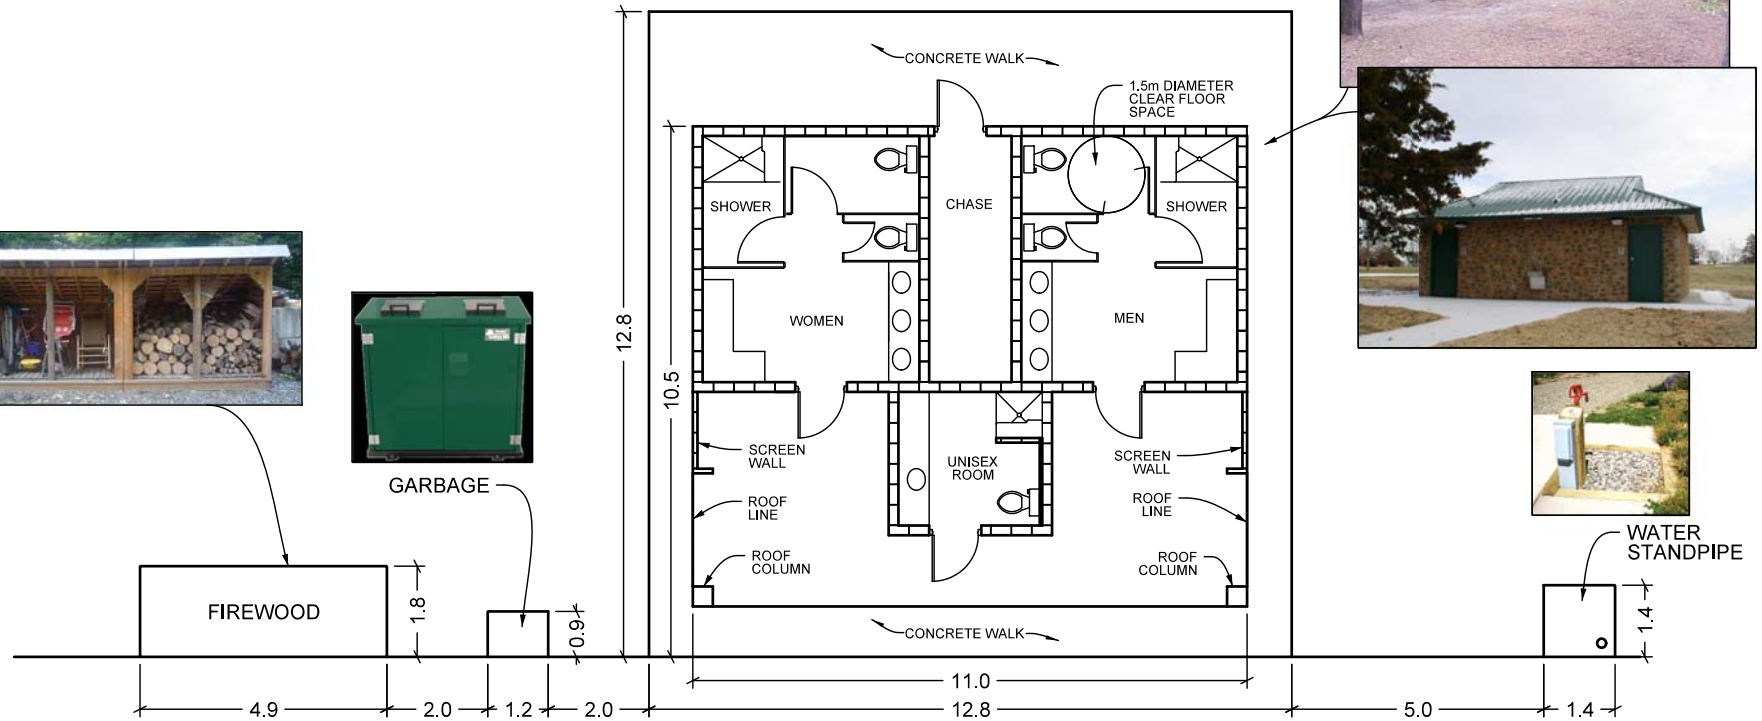 CONCRETE WALK
1.5m DIAMETER
CLEAR FLOOR
SPACE
SHOWER
CHASE
SHOWER
12.8
10.5
WOMEN
MEN
SCREEN
WALL
UNISEX
ROOM
SCREEN
WALL
GARBAGE
ROOF
LINE
ROOF
LINE
WATER
STANDPIPE
ROOF
COLUMN
ROOF
COLUMN
FIREWOOD
1.8
0.9
1.4
CONCRETE WALK
11.0
4.9
2.0
1.2
2.0
12.8
5.0
1.4